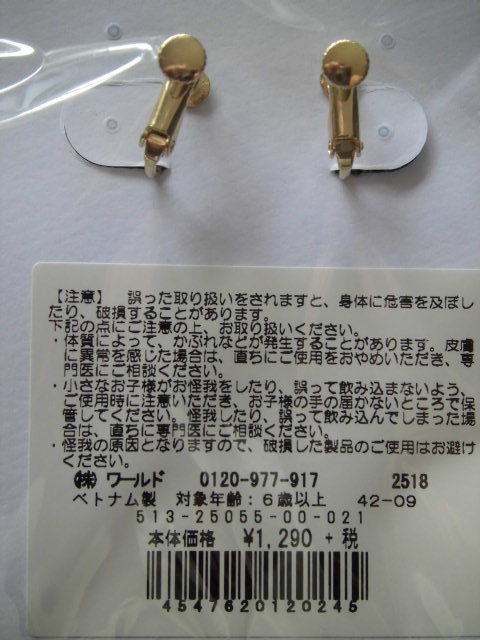 【注意】 誤った取り扱いをされますと、身体に危害を及ぼし
たり、破損することがあります。
下記の点にご注意の上、お取り扱いください。
・体質によって、かぶれなどが発生することがあります。皮膚
に異常を感じた場合は、直ちにご使用をおやめいただき、専
門医にご相談ください。
・小さなお子様がお怪我をしたり、誤って飲み込まないよう、
ご使用時に注意いただき、お子様の手の届かないところで保
管してください。怪我したり、誤って飲み込んでしまった場
合は、直ちに専門医にご相談ください。
・怪我の原因となりますので、破損した製品のご使用はお避け
ください。
㈱ ワールド 0120-977-917 2518
ベトナム製 対象年齢：6歳以上 42-09
513-25055-00-021
本体価格 ¥1,290 + 税
4547620120245